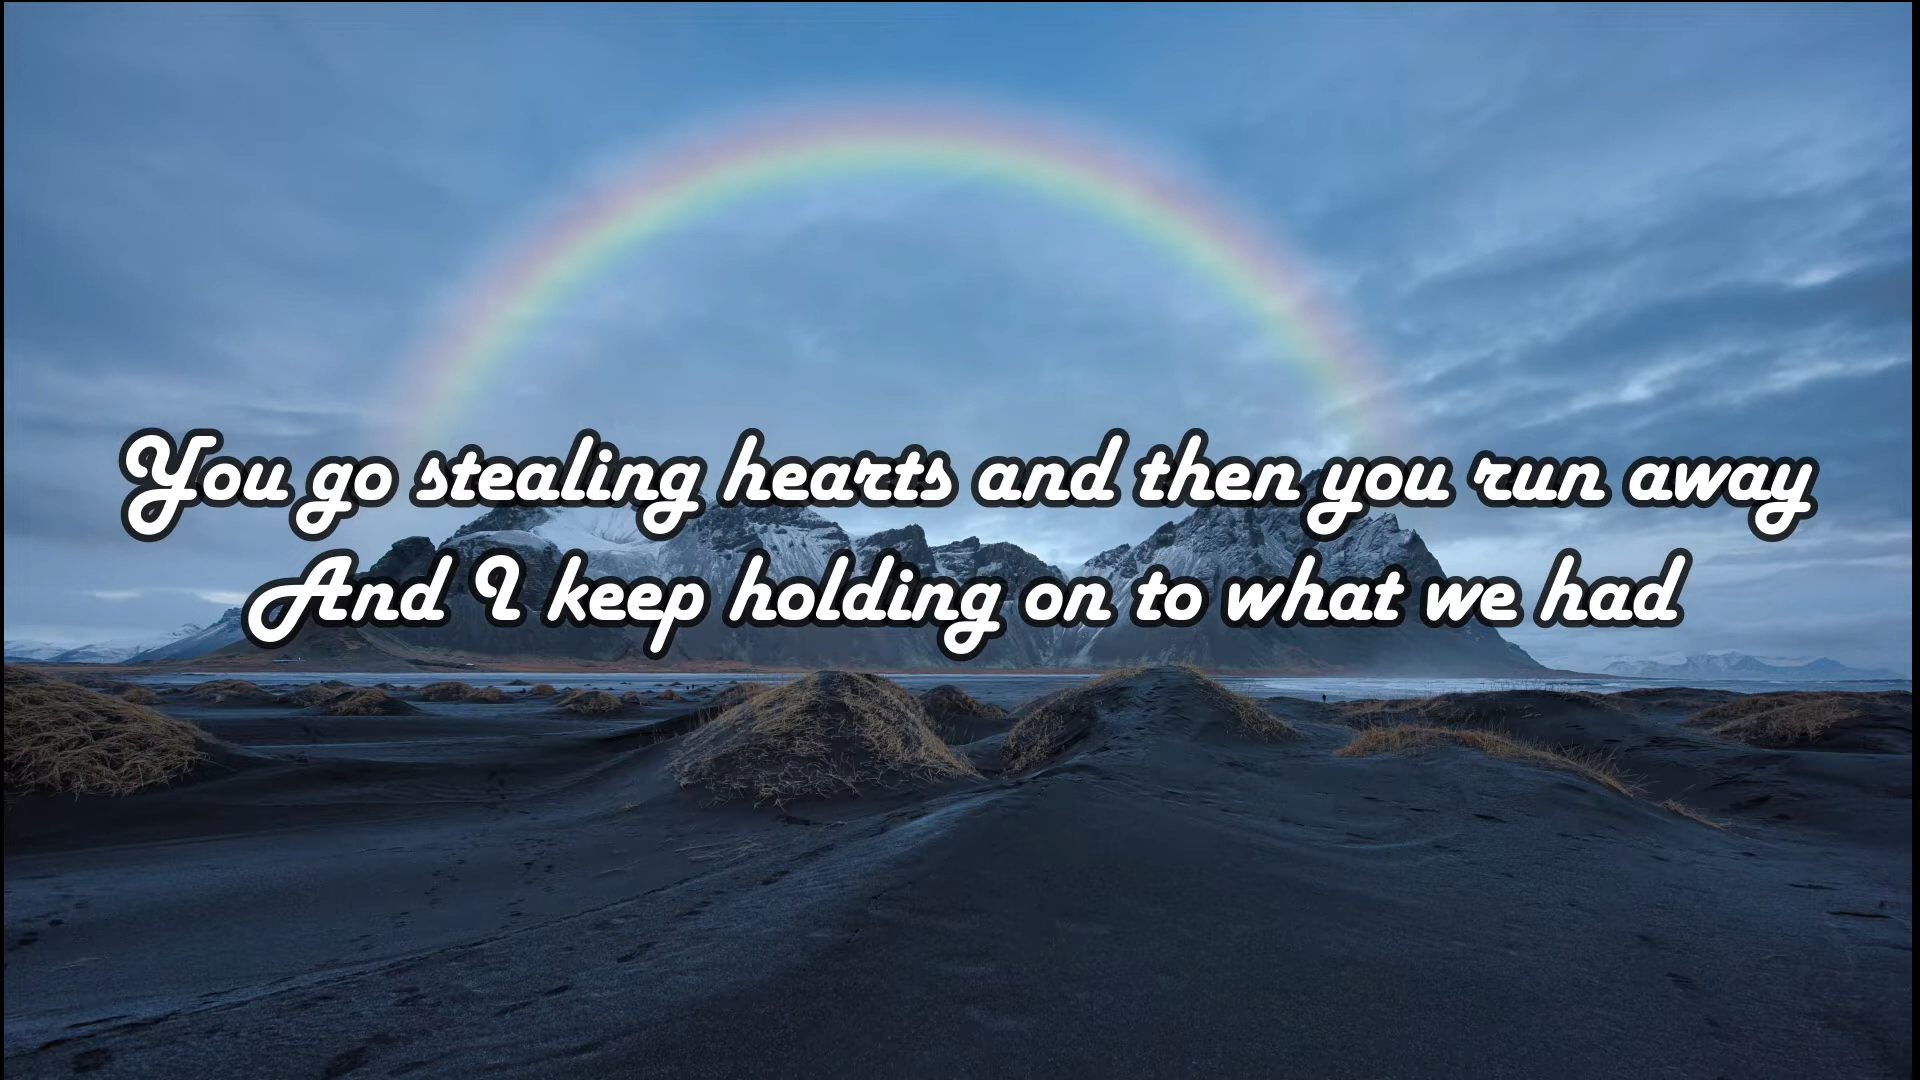 You go stealing hearts and then you run away
And I keep holding on to what we had